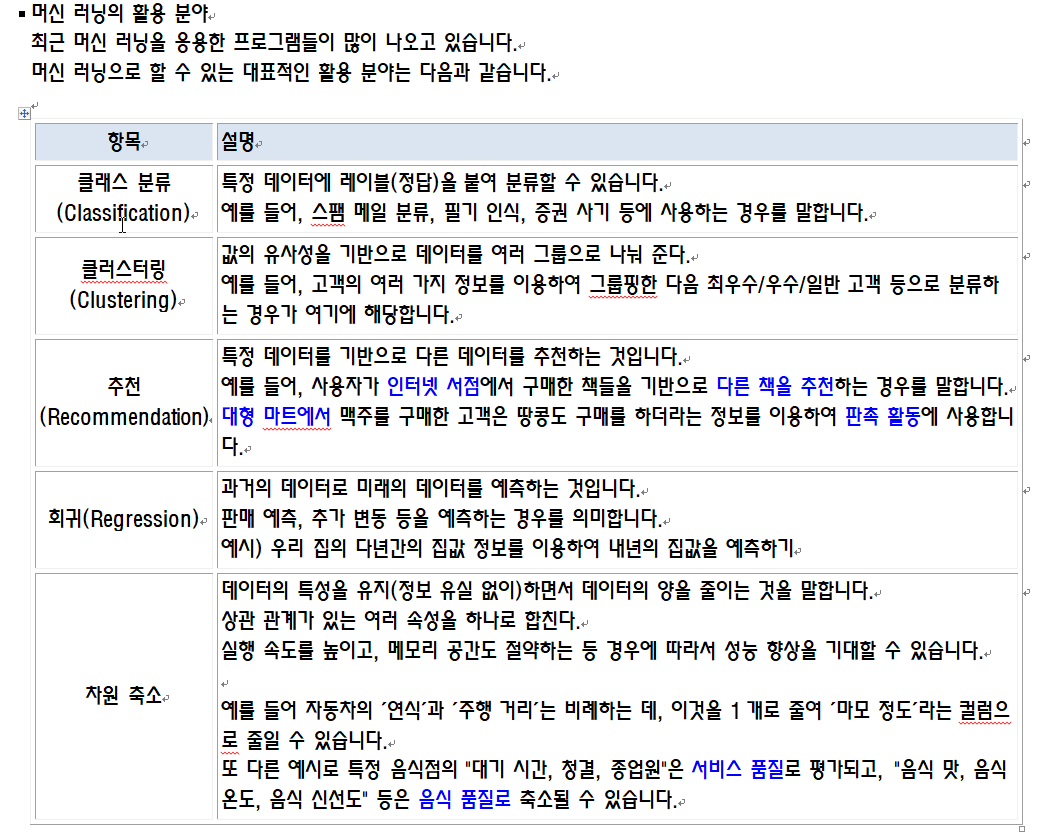 ▪ 머신 러닝의 활용 분야
최근 머신 러닝을 응용한 프로그램들이 많이 나오고 있습니다.
머신 러닝으로 할 수 있는 대표적인 활용 분야는 다음과 같습니다.
항목
설명
클래스 분류
(Classification)
특정 데이터에 레이블(정답)을 붙여 분류할 수 있습니다.
예를 들어, 스팸 메일 분류, 필기 인식, 증권 사기 등에 사용하는 경우를 말합니다.
클러스터링
(Clustering)
값의 유사성을 기반으로 데이터를 여러 그룹으로 나눠 준다.
예를 들어, 고객의 여러 가지 정보를 이용하여 그룹핑한 다음 최우수/우수/일반 고객 등으로 분류하
는 경우가 여기에 해당합니다.
추천
(Recommendation)
특정 데이터를 기반으로 다른 데이터를 추천하는 것입니다.
예를 들어, 사용자가 인터넷 서점에서 구매한 책들을 기반으로 다른 책을 추천하는 경우를 말합니다.
대형 마트에서 맥주를 구매한 고객은 땅콩도 구매를 하더라는 정보를 이용하여 판촉 활동에 사용합니
다.
회귀(Regression)
과거의 데이터로 미래의 데이터를 예측하는 것입니다.
판매 예측, 추가 변동 등을 예측하는 경우를 의미합니다.
예시) 우리 집의 다년간의 집값 정보를 이용하여 내년의 집값을 예측하기
차원 축소
데이터의 특성을 유지(정보 유실 없이)하면서 데이터의 양을 줄이는 것을 말합니다.
상관 관계가 있는 여러 속성을 하나로 합친다.
실행 속도를 높이고, 메모리 공간도 절약하는 등 경우에 따라서 성능 향상을 기대할 수 있습니다.
예를 들어 자동차의 '연식'과 '주행 거리'는 비례하는 데, 이것을 1개로 줄여 '마모 정도'라는 컬럼으
로 줄일 수 있습니다.
또 다른 예시로 특정 음식점의 "대기 시간, 청결, 종업원"은 서비스 품질로 평가되고, "음식 맛, 음식
온도, 음식 신선도" 등은 음식 품질로 축소될 수 있습니다.